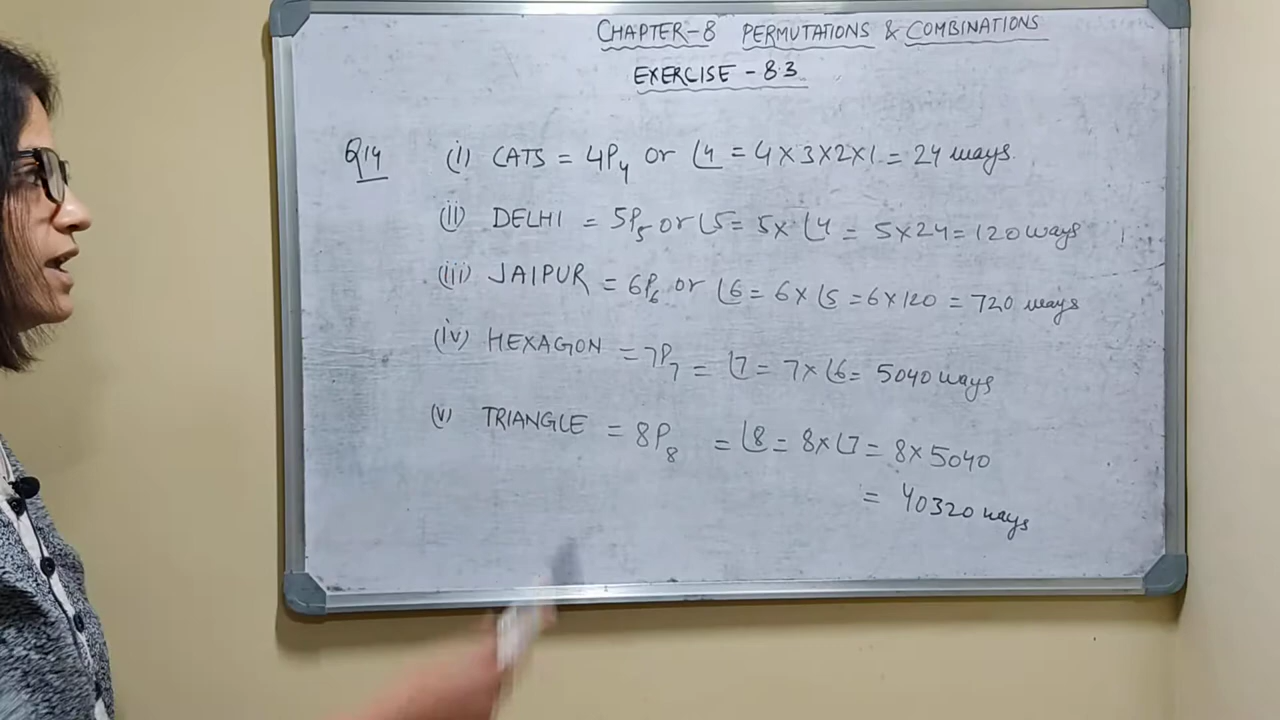 CHAPTER-8 PERMUTATIONS & COMBINATIONS
EXERCISE - 8.3
Q14 (i) CATS = 4P₄ or ⌊4 = 4×3×2×1 = 24 ways.
(ii) DELHI = 5P₅ or ⌊5 = 5×⌊4 = 5×24 = 120 ways
(iii) JAIPUR = 6P₆ or ⌊6 = 6×⌊5 = 6×120 = 720 ways
(iv) HEXAGON = 7P₇ = ⌊7 = 7×⌊6 = 5040 ways
(v) TRIANGLE = 8P₈ = ⌊8 = 8×⌊7 = 8×5040
= 40320 ways